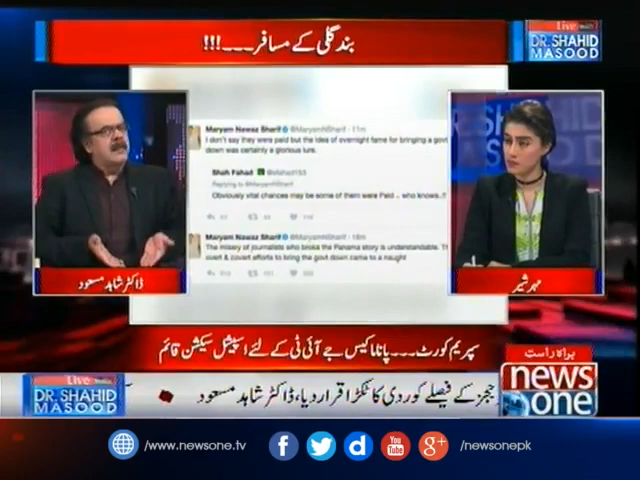 بند گلی کے مسافر ۔۔۔!!!
Live with
DR.SHAHID
MASOOD
Maryam Nawaz Sharif @MaryamNSharif · 11m
I don't say they were paid but the idea of overnight fame for bringing a govt
down was certainly a glorious lure.
Shah Fahad
Replying to @MaryamNSharif
Obviously vital chances may be some of them were Paid .. who knows..!!
Maryam Nawaz Sharif @MaryamNSharif · 18m
The misery of journalists who broke the Panama story is understandable.
overt & covert efforts to bring the govt down came to a naught
ڈاکٹر شاہد مسعود
مہر شیر
سپریم کورٹ ۔۔۔ پاناما کیس جے آئی ٹی کے لئے اسپیشل سیکشن قائم
براہ راست
news
one
Live with
DR.SHAHID
MASOOD
ججز کے فیصلے کو ردی کا ٹکڑا قرار دیا، ڈاکٹر شاہد مسعود
/www.newsone.tv
You Tube
g+
/newsonepk